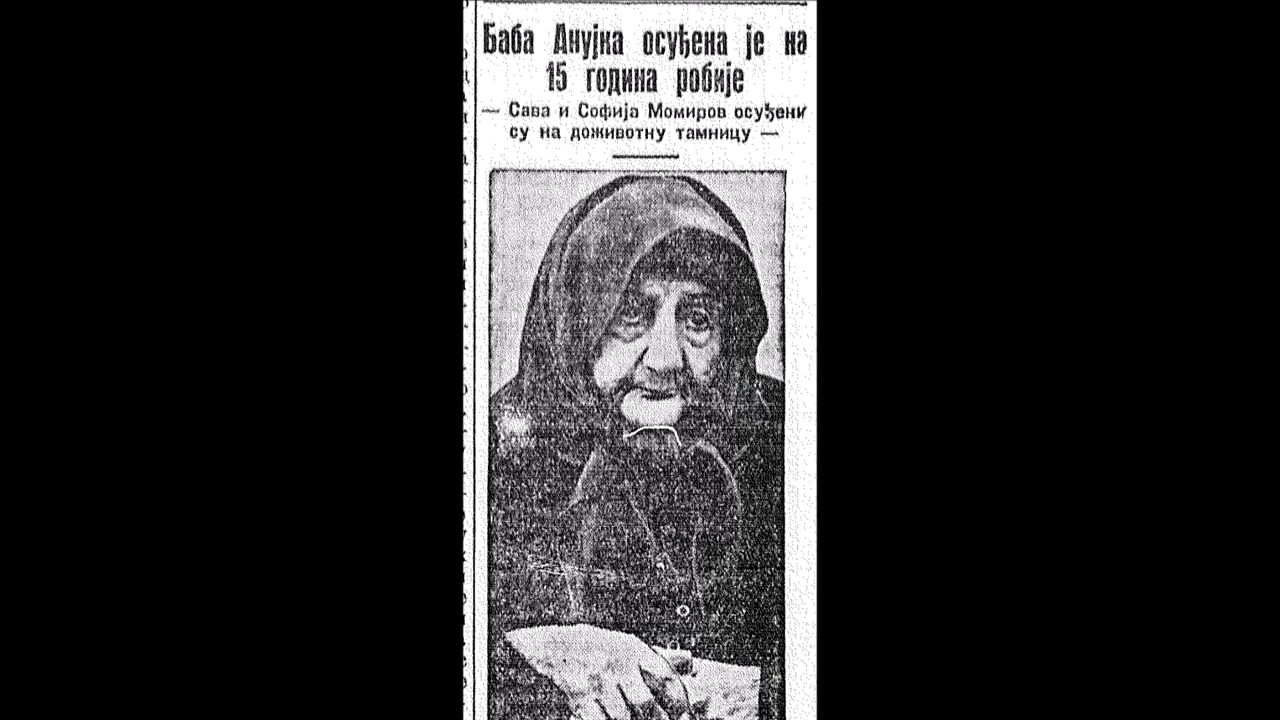 Баба Анујка осуђена је на
15 година робије
— Сава и Софија Момиров осуђени
су на доживотну тамницу —